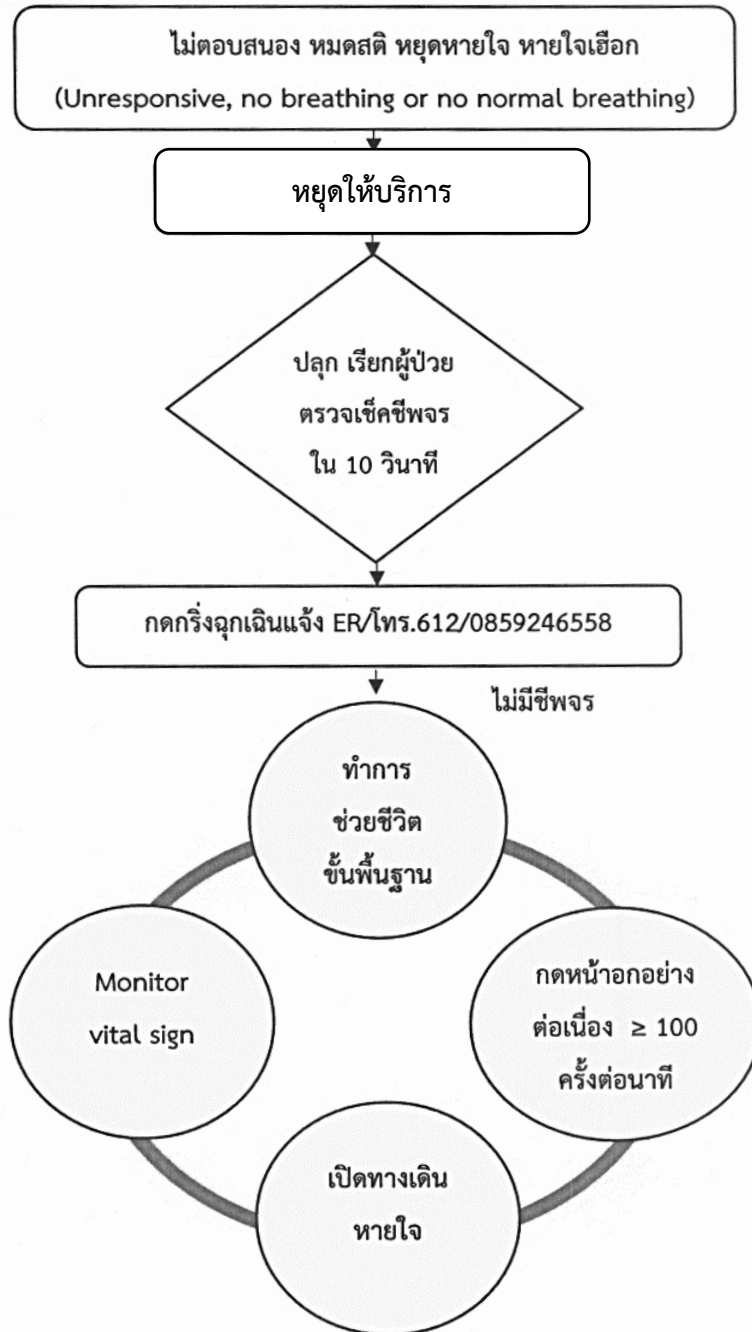 ไม่ตอบสนอง หมดสติ หยุดหายใจ หายใจเฮือก
(Unresponsive, no breathing or no normal breathing)
หยุดให้บริการ
ปลุก เรียกผู้ป่วย
ตรวจเช็คชีพจร
ใน 10 วินาที
กดกริ่งฉุกเฉินแจ้ง ER/โทร.612/0859246558
ไม่มีชีพจร
ทำการ
ช่วยชีวิต
ขั้นพื้นฐาน
Monitor
vital sign
กดหน้าอกอย่าง
ต่อเนื่อง ≥ 100
ครั้งต่อนาที
เปิดทางเดิน
หายใจ